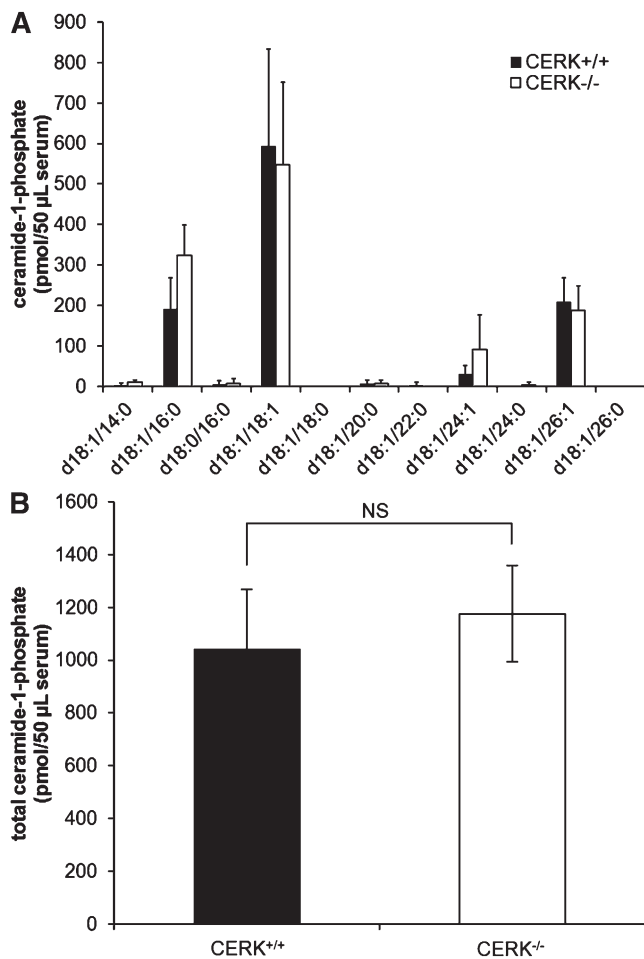 A
ceramide-1-phosphate
(pmol/50 µL serum)
900
800
700
600
500
400
300
200
100
0
CERK+/+
CERK-/-
d18:1/14:0
d18:1/16:0
d18:0/16:0
d18:1/18:1
d18:1/18:0
d18:1/20:0
d18:1/22:0
d18:1/24:1
d18:1/24:0
d18:1/26:1
d18:1/26:0
B
total ceramide-1-phosphate
(pmol/50 µL serum)
1600
1400
1200
1000
800
600
400
200
0
NS
CERK+/+
CERK-/-